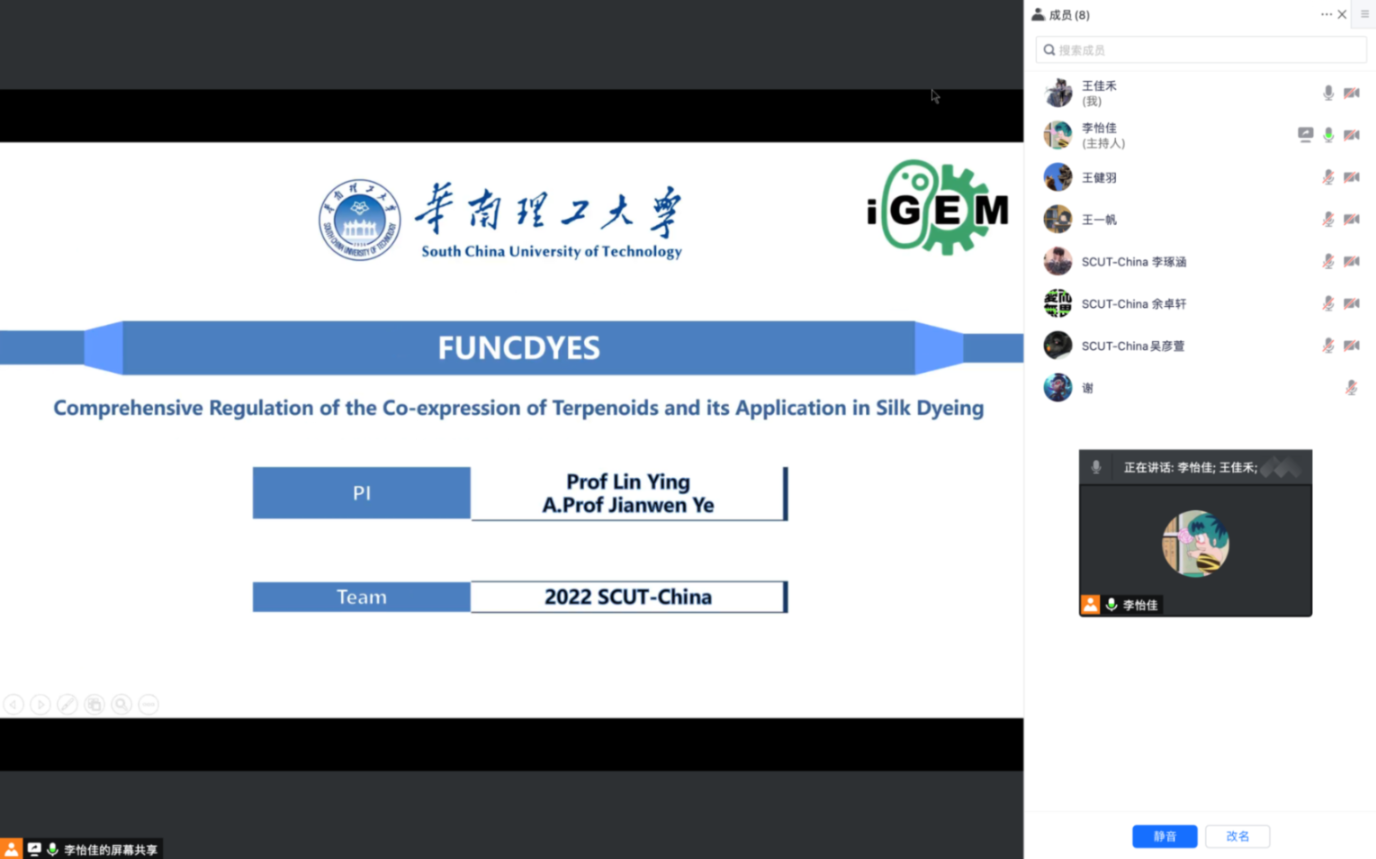 華南理工大學
South China University of Technology
iGEM
FUNCDYES
Comprehensive Regulation of the Co-expression of Terpenoids and its Application in Silk Dyeing
PI
Prof Lin Ying
A.Prof Jianwen Ye
Team
2022 SCUT-China
李怡佳的屏幕共享
成员(8)
搜索成员
王佳禾
(我)
李怡佳
(主持人)
王健羽
王一帆
SCUT-China 李琢涵
SCUT-China 余卓轩
SCUT-China吴彦萱
谢
正在讲话: 李怡佳; 王佳禾;
李怡佳
静音
改名